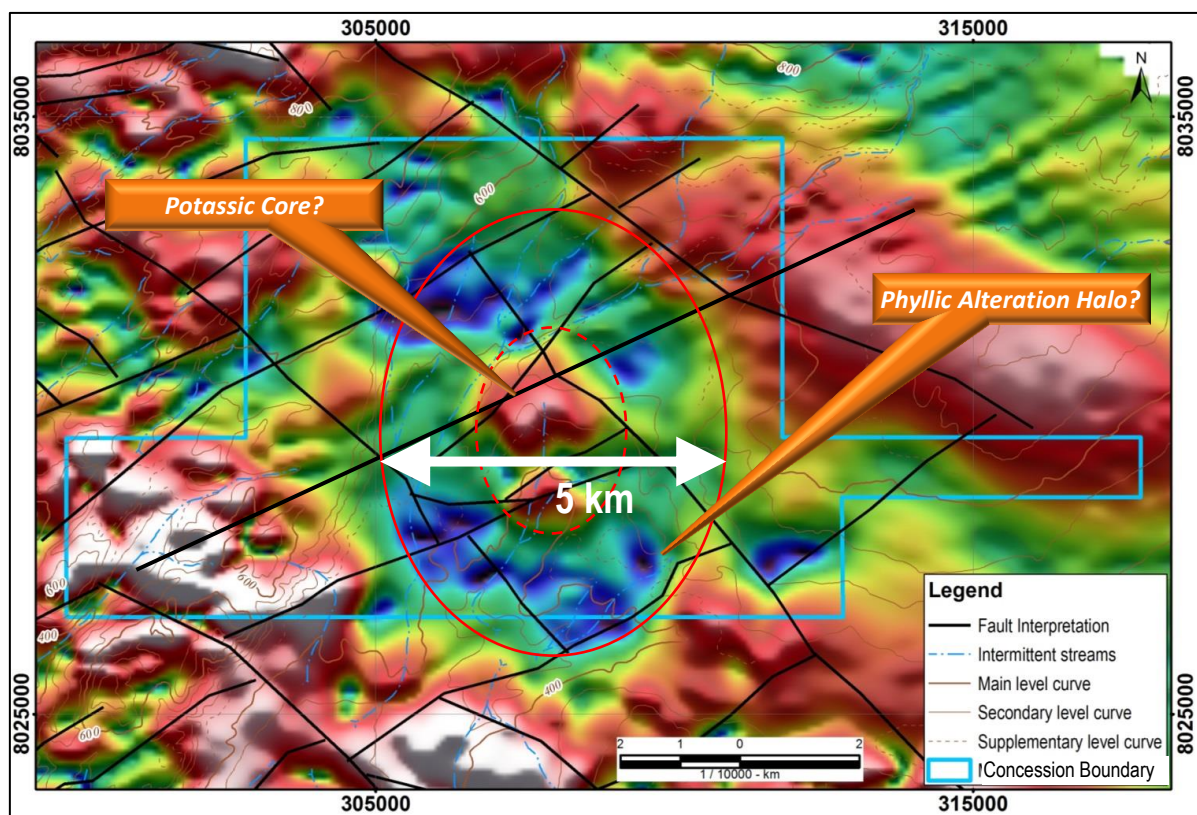 305000
315000
N
8035000
8035000
800
800
600
Potassic Core?
Phyllic Alteration Halo?
5 km
600
600
400
400
600
8025000
8025000
Legend
Fault Interpretation
Intermittent streams
Main level curve
Secondary level curve
Supplementary level curve
Concession Boundary
2 1 0 2
1 / 10000 - km
305000
315000